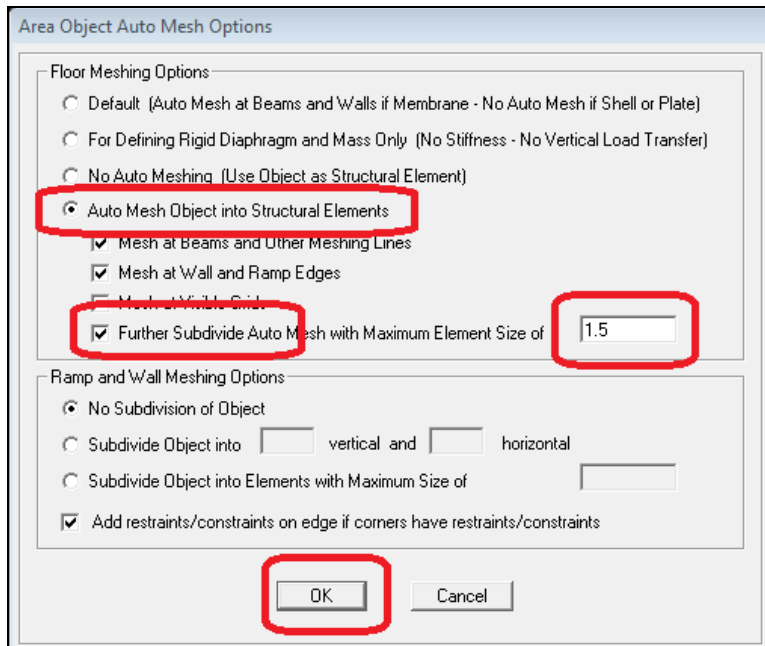 Area Object Auto Mesh Options
Floor Meshing Options
Default (Auto Mesh at Beams and Walls if Membrane - No Auto Mesh if Shell or Plate)
For Defining Rigid Diaphragm and Mass Only (No Stiffness - No Vertical Load Transfer)
No Auto Meshing (Use Object as Structural Element)
Auto Mesh Object into Structural Elements
Mesh at Beams and Other Meshing Lines
Mesh at Wall and Ramp Edges
Mesh at Visible Grids
Further Subdivide Auto Mesh with Maximum Element Size of 1.5
Ramp and Wall Meshing Options
No Subdivision of Object
Subdivide Object into vertical and horizontal
Subdivide Object into Elements with Maximum Size of
Add restraints/constraints on edge if corners have restraints/constraints
OK Cancel